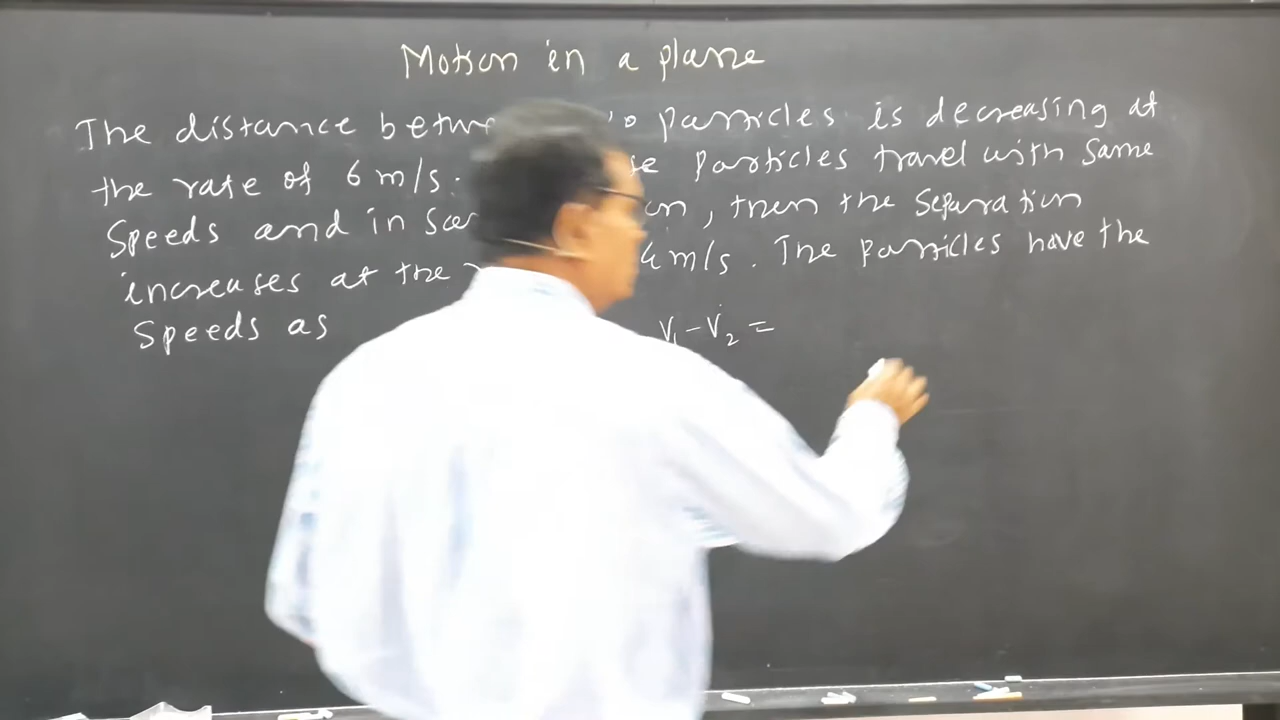 Motion in a plane
The distance betw particles is decreasing at
the rate of 6 m/s. particles travel with same
Speeds and in , then the separation
increases at the m/s. The particles have the
Speeds as
V₁ - V₂ =